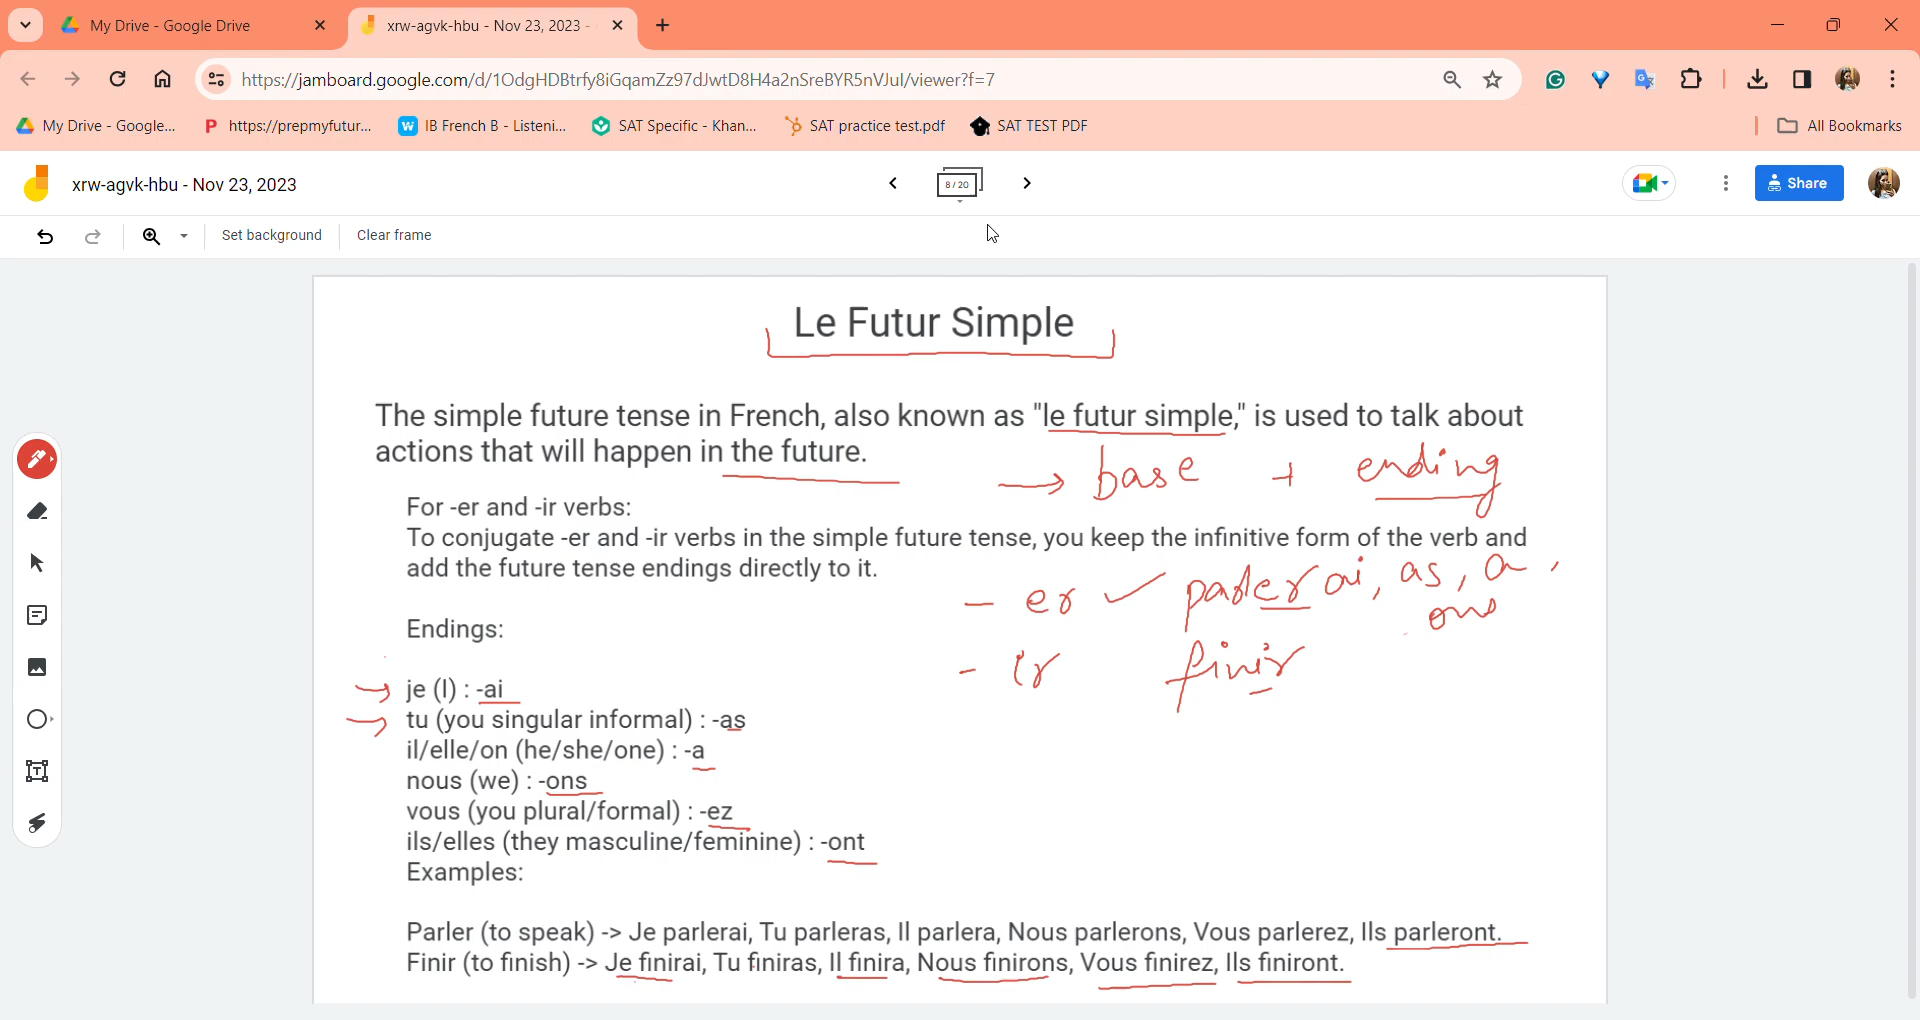 My Drive - Google Drive
xrw-agvk-hbu - Nov 23, 2023 -
https://jamboard.google.com/d/1OdgHDBtrfy8iGqamZz97dJwtD8H4a2nSreBYR5nVJuI/viewer?f=7
My Drive - Google... https://prepmyfutur... IB French B - Listeni... SAT Specific - Khan... SAT practice test.pdf SAT TEST PDF All Bookmarks
xrw-agvk-hbu - Nov 23, 2023
8 / 20
Share
Set background Clear frame
Le Futur Simple
The simple future tense in French, also known as "le futur simple," is used to talk about
actions that will happen in the future.
→ base + ending
For -er and -ir verbs:
To conjugate -er and -ir verbs in the simple future tense, you keep the infinitive form of the verb and
add the future tense endings directly to it.
- er ✓ parler ai, as, a,
ons
Endings:
- ir finir
je (I) : -ai
tu (you singular informal) : -as
il/elle/on (he/she/one) : -a
nous (we) : -ons
vous (you plural/formal) : -ez
ils/elles (they masculine/feminine) : -ont
Examples:
Parler (to speak) -> Je parlerai, Tu parleras, Il parlera, Nous parlerons, Vous parlerez, Ils parleront.
Finir (to finish) -> Je finirai, Tu finiras, Il finira, Nous finirons, Vous finirez, Ils finiront.